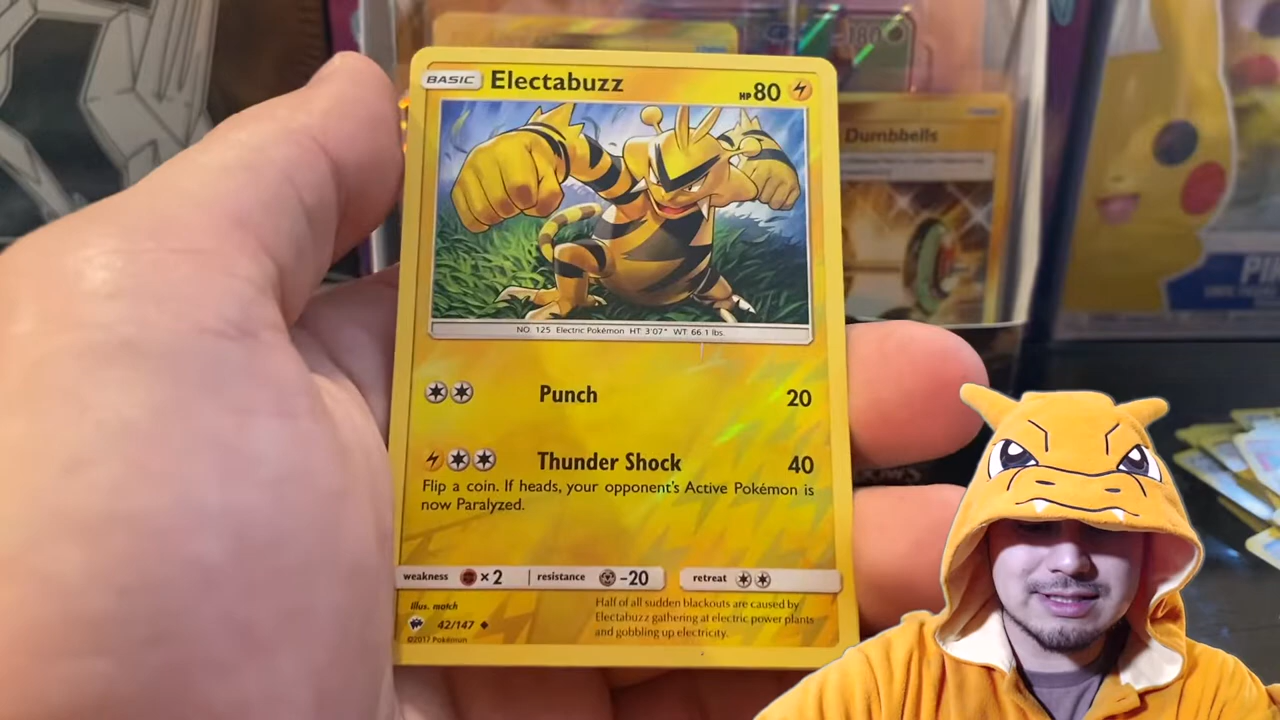 180
Dumbbells
BASIC Electabuzz HP 80
NO. 125 Electric Pokémon HT: 3'07" WT: 66.1 lbs.
Punch 20
Thunder Shock 40
Flip a coin. If heads, your opponent's Active Pokémon is
now Paralyzed.
weakness ×2 resistance -20 retreat
Illus. match
42/147
©2017 Pokémon
Half of all sudden blackouts are caused by
Electabuzz gathering at electric power plants
and gobbling up electricity.